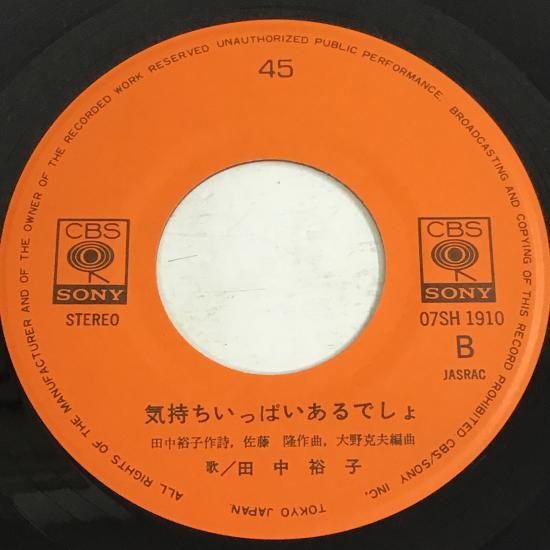 ALL RIGHTS OF THE MANUFACTURER AND OF THE OWNER OF THE RECORDED WORK RESERVED UNAUTHORIZED PUBLIC PERFORMANCE. BROADCASTING AND COPYING OF THIS RECORD PROHIBITED CBS/SONY INC.
45
CBS
SONY
STEREO
CBS
SONY
07SH 1910
B
JASRAC
気持ちいっぱいあるでしょ
田中裕子作詩, 佐藤 隆作曲, 大野克夫編曲
歌/田中裕子
TOKYO JAPAN.